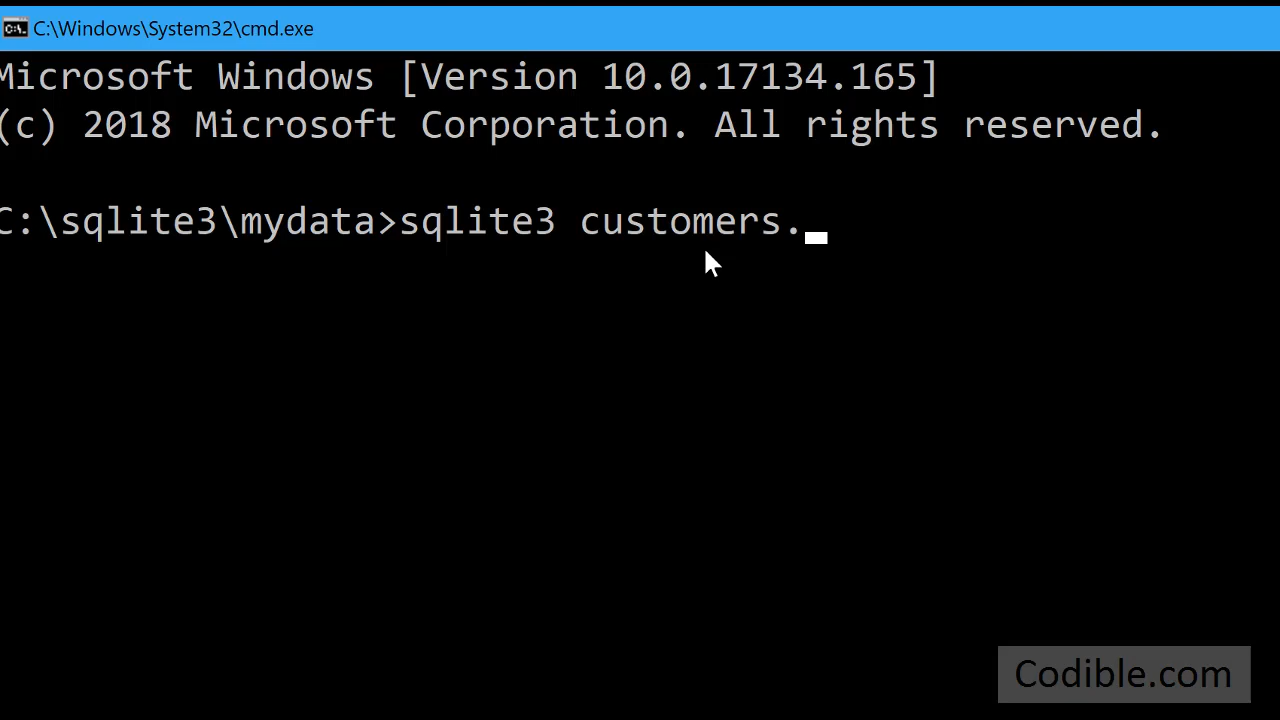 C:\Windows\System32\cmd.exe
Microsoft Windows [Version 10.0.17134.165]
(c) 2018 Microsoft Corporation. All rights reserved.
C:\sqlite3\mydata>sqlite3 customers.
Codible.com